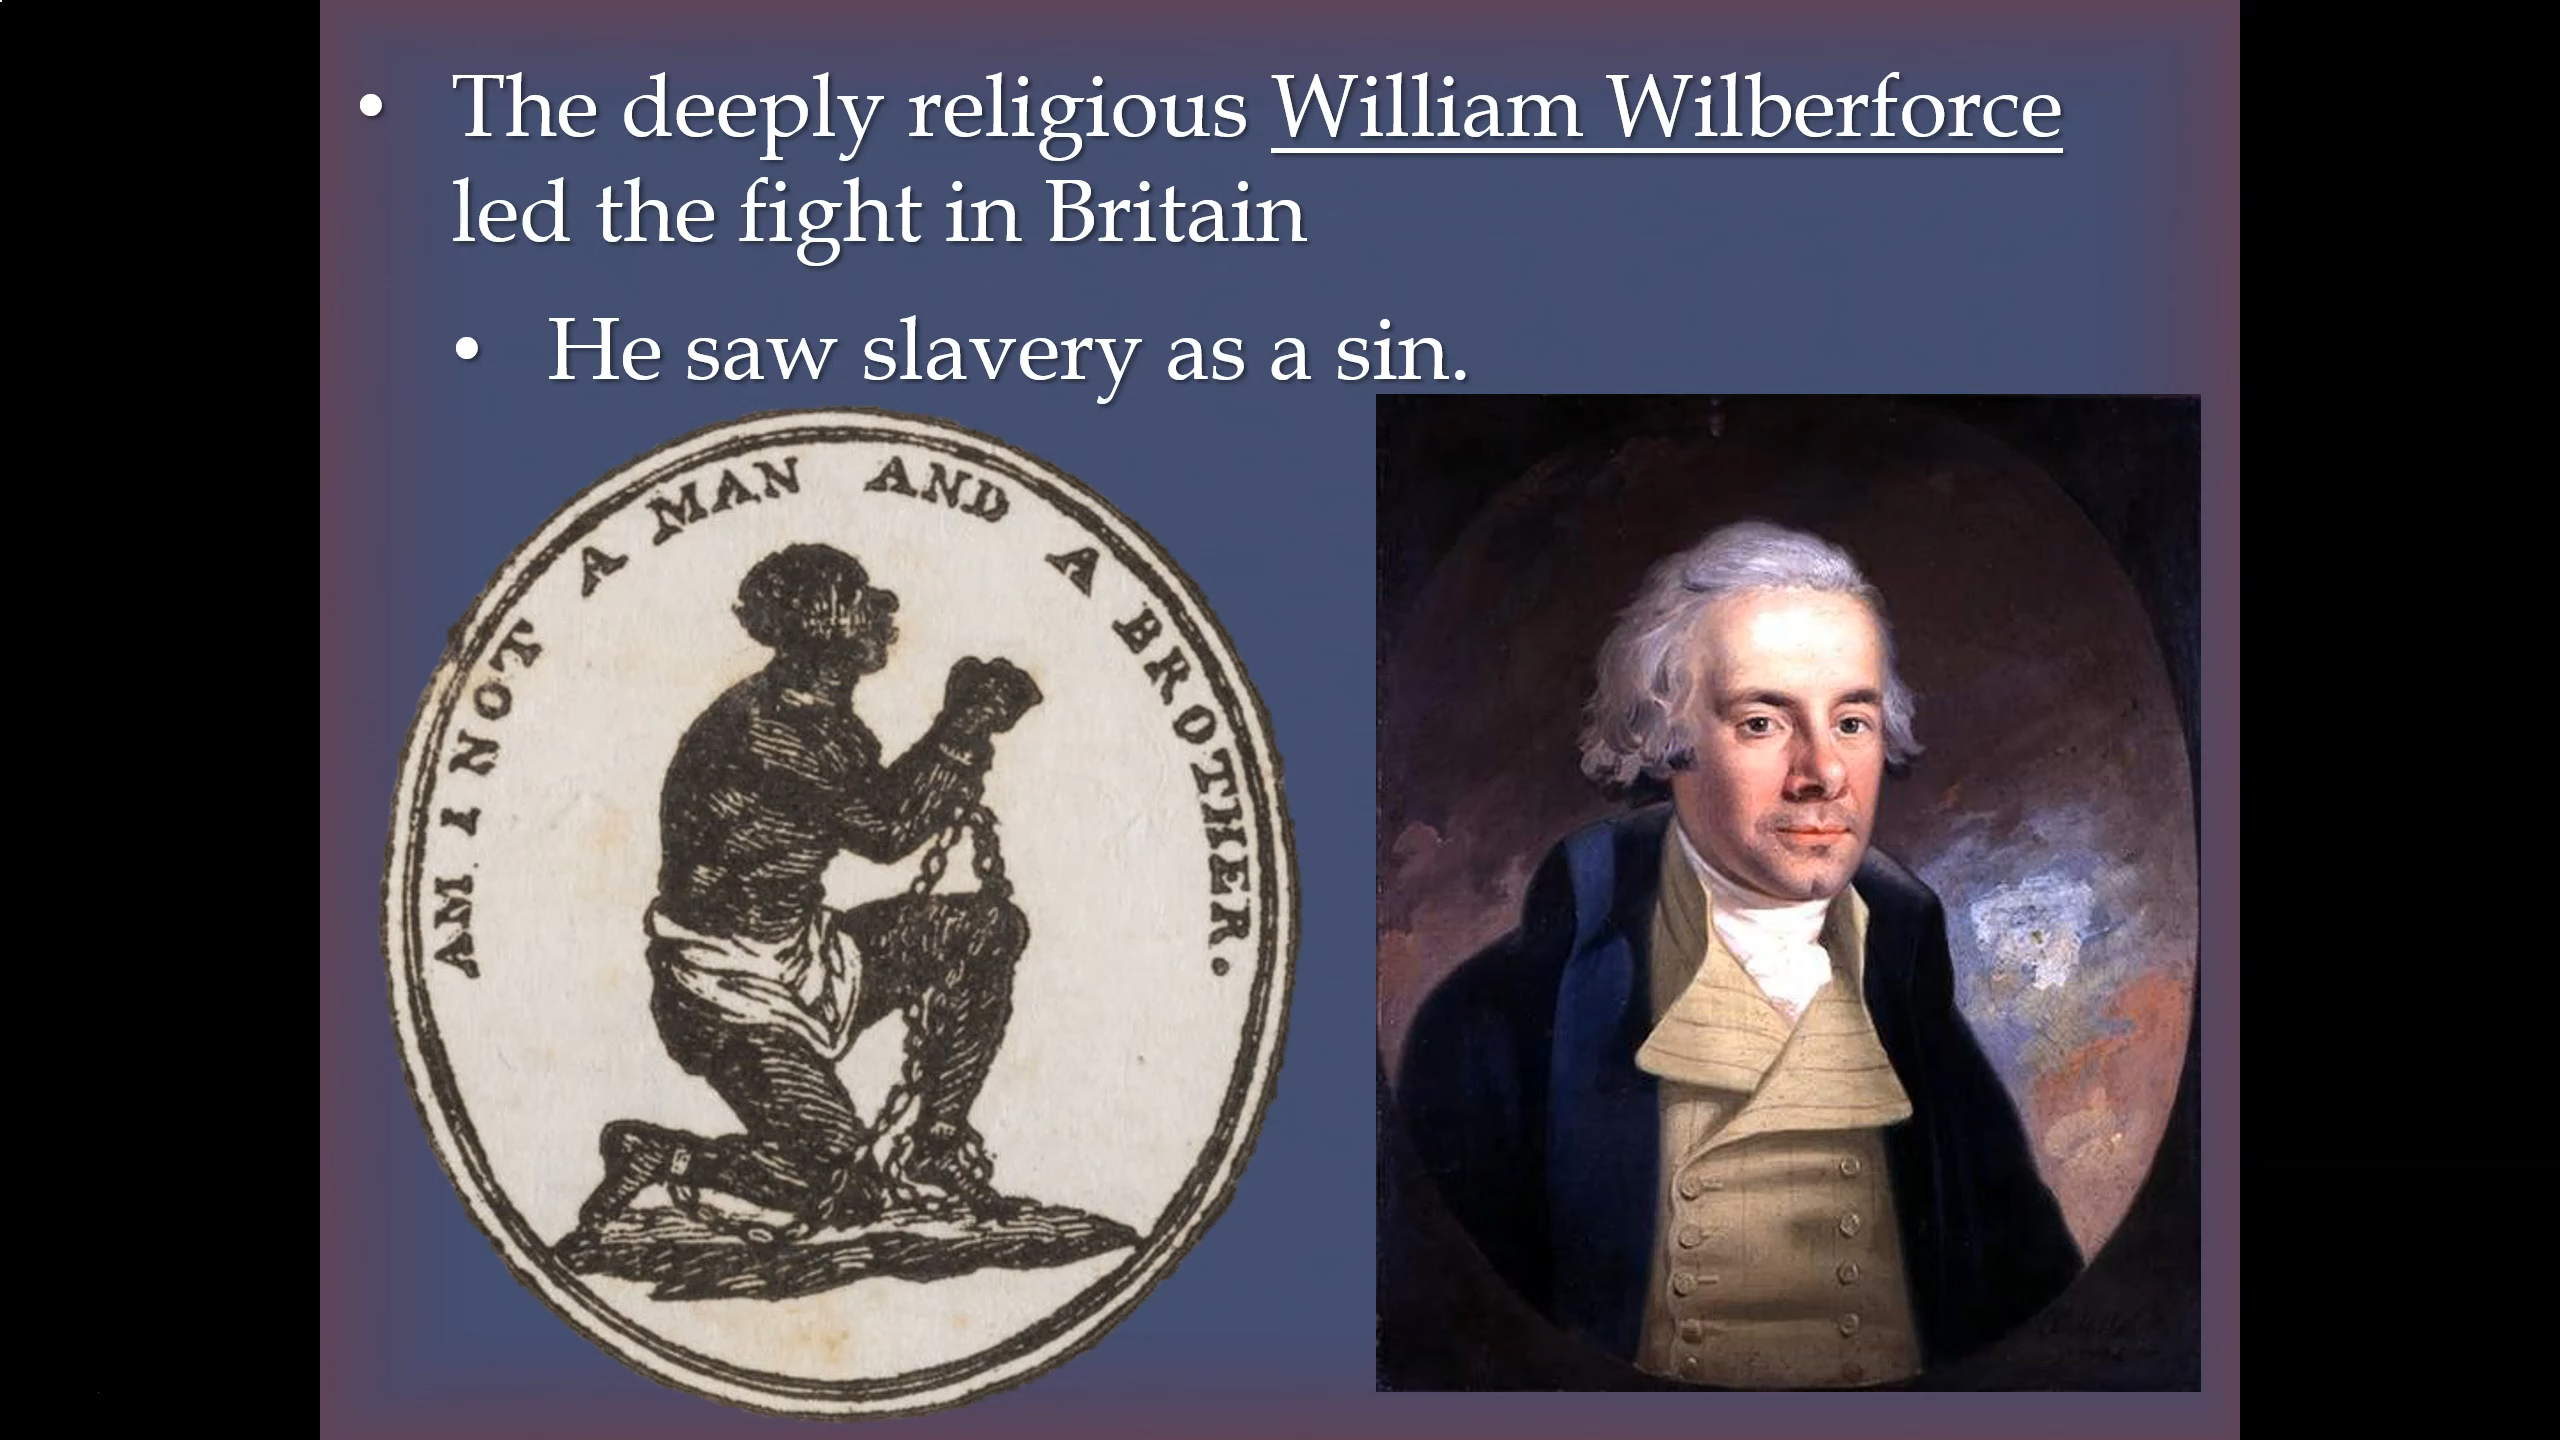 • The deeply religious William Wilberforce
led the fight in Britain
• He saw slavery as a sin.
AM I NOT A MAN AND A BROTHER.